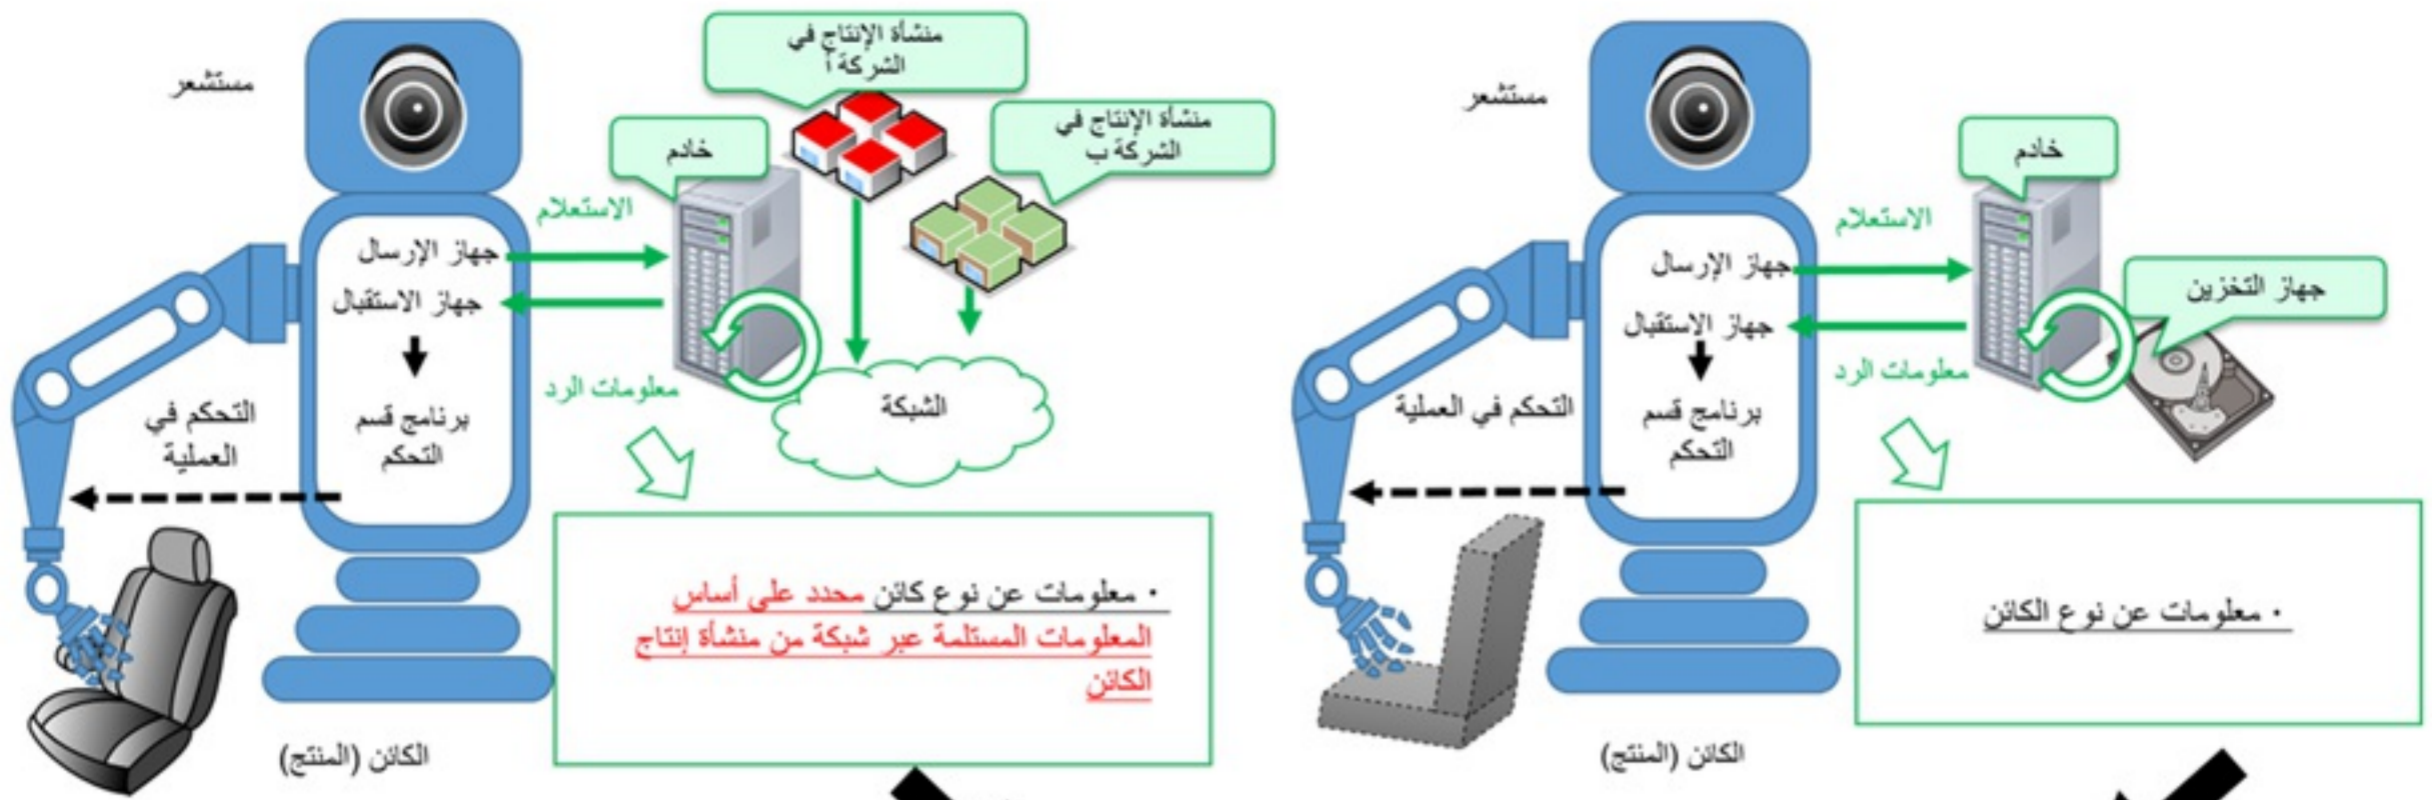 منشأة الإنتاج في
الشركة أ
مستشعر
منشأة الإنتاج في
الشركة ب
خادم
الاستعلام
جهاز الإرسال
جهاز الاستقبال
معلومات الرد
الشبكة
برنامج قسم
التحكم
التحكم في
العملية
· معلومات عن نوع كائن محدد على أساس
المعلومات المستلمة عبر شبكة من منشأة إنتاج
الكائن
الكائن (المنتج)
مستشعر
خادم
الاستعلام
جهاز الإرسال
جهاز التخزين
جهاز الاستقبال
معلومات الرد
التحكم في العملية
برنامج قسم
التحكم
· معلومات عن نوع الكائن
الكائن (المنتج)